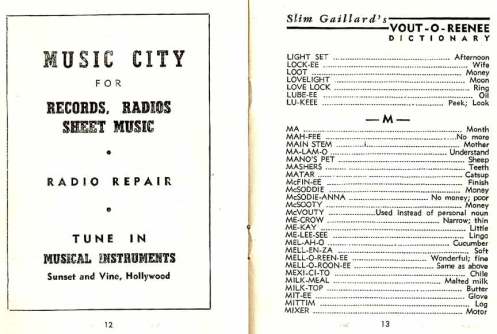 MUSIC CITY
FOR
RECORDS, RADIOS
SHEET MUSIC
•
RADIO REPAIR
•
TUNE IN
MUSICAL INSTRUMENTS
Sunset and Vine, Hollywood
12
Slim Gaillard's
VOUT-O-REENEE
DICTIONARY
LIGHT SET Afternoon
LOCK-EE Wife
LOOT Money
LOVELIGHT Moon
LOVE LOCK Ring
LUBE-EE Oil
LU-KEEE Peek; Look
— M —
MA Month
MAH-FEE No more
MAIN STEM Mother
MA-LAM-O Understand
MANO'S PET Sheep
MASHERS Teeth
MATAR Catsup
McFIN-EE Finish
McSODDIE Money
McSODIE-ANNA No money; poor
McSOOTY Money
McVOUTY Used instead of personal noun
ME-CROW Narrow; thin
ME-KAY Little
ME-LEE-SEE Lingo
MEL-AH-O Cucumber
MELL-EN-ZA Soft
MELL-O-REEN-EE Wonderful; fine
MELL-O-ROON-EE Same as above
MEXI-CI-TO Chile
MILK-MEAL Malted milk
MILK-TOP Butter
MIT-EE Glove
MITTIM Log
MIXER Motor
13